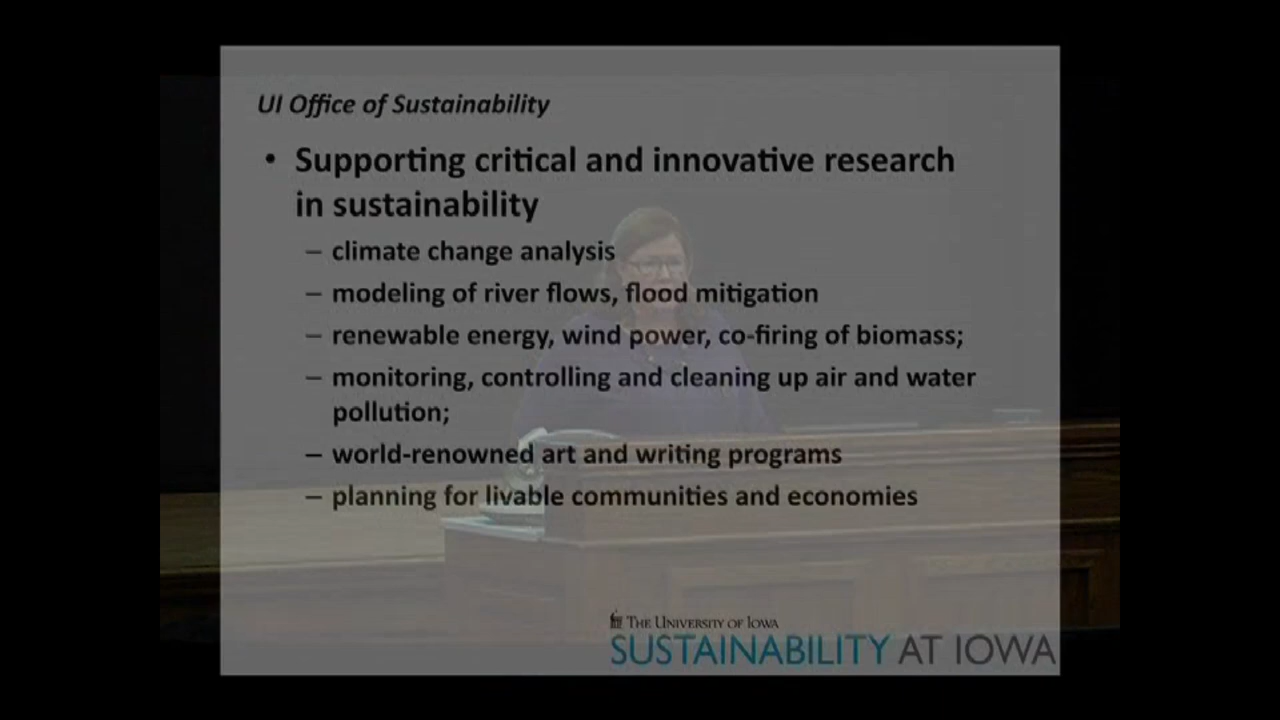 UI Office of Sustainability
• Supporting critical and innovative research
in sustainability
– climate change analysis
– modeling of river flows, flood mitigation
– renewable energy, wind power, co-firing of biomass;
– monitoring, controlling and cleaning up air and water
pollution;
– world-renowned art and writing programs
– planning for livable communities and economies
THE UNIVERSITY OF IOWA
SUSTAINABILITY AT IOWA